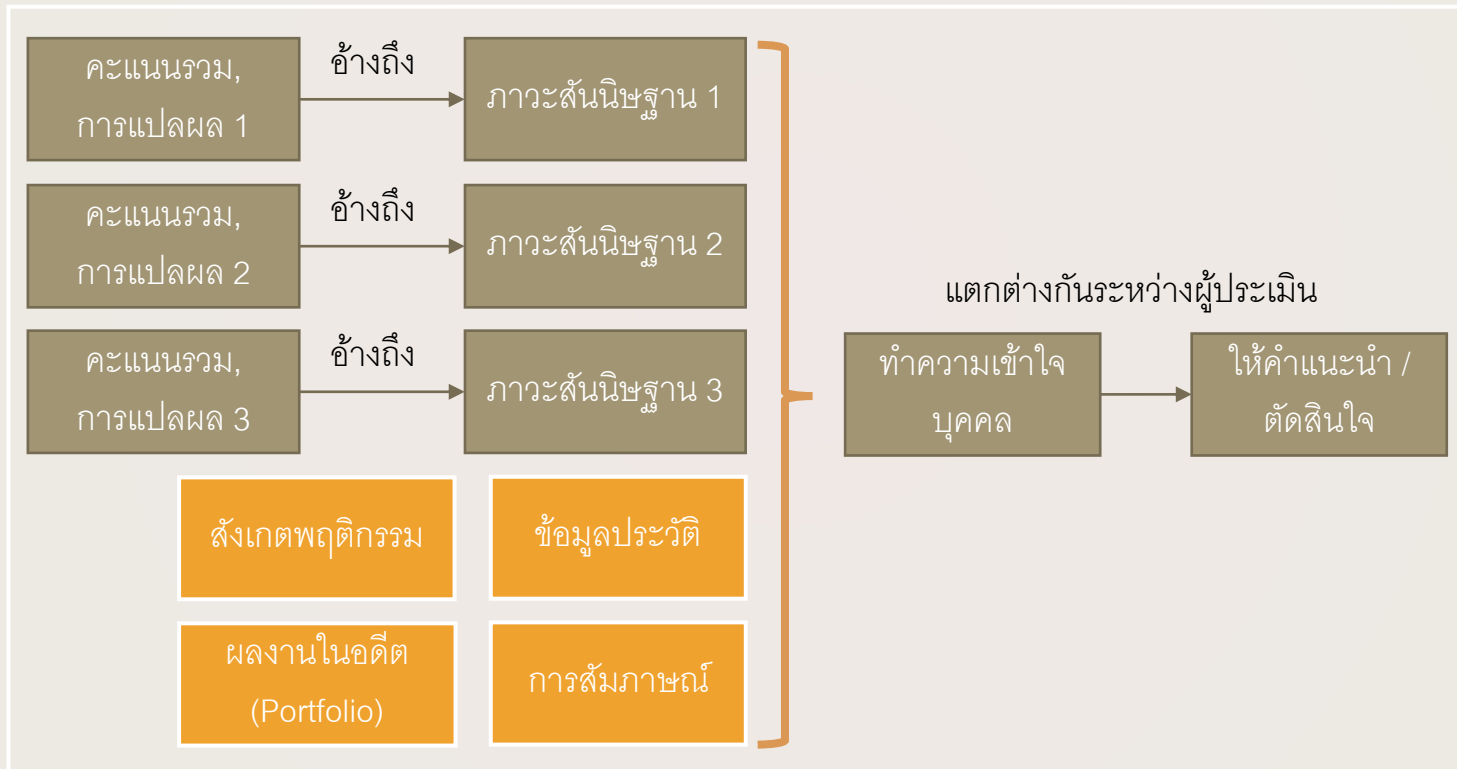 คะแนนรวม,
การแปลผล 1
อ้างถึง
ภาวะสันนิษฐาน 1
คะแนนรวม,
การแปลผล 2
อ้างถึง
ภาวะสันนิษฐาน 2
คะแนนรวม,
การแปลผล 3
อ้างถึง
ภาวะสันนิษฐาน 3
สังเกตพฤติกรรม
ข้อมูลประวัติ
ผลงานในอดีต
(Portfolio)
การสัมภาษณ์
แตกต่างกันระหว่างผู้ประเมิน
ทำความเข้าใจ
บุคคล
ให้คำแนะนำ /
ตัดสินใจ